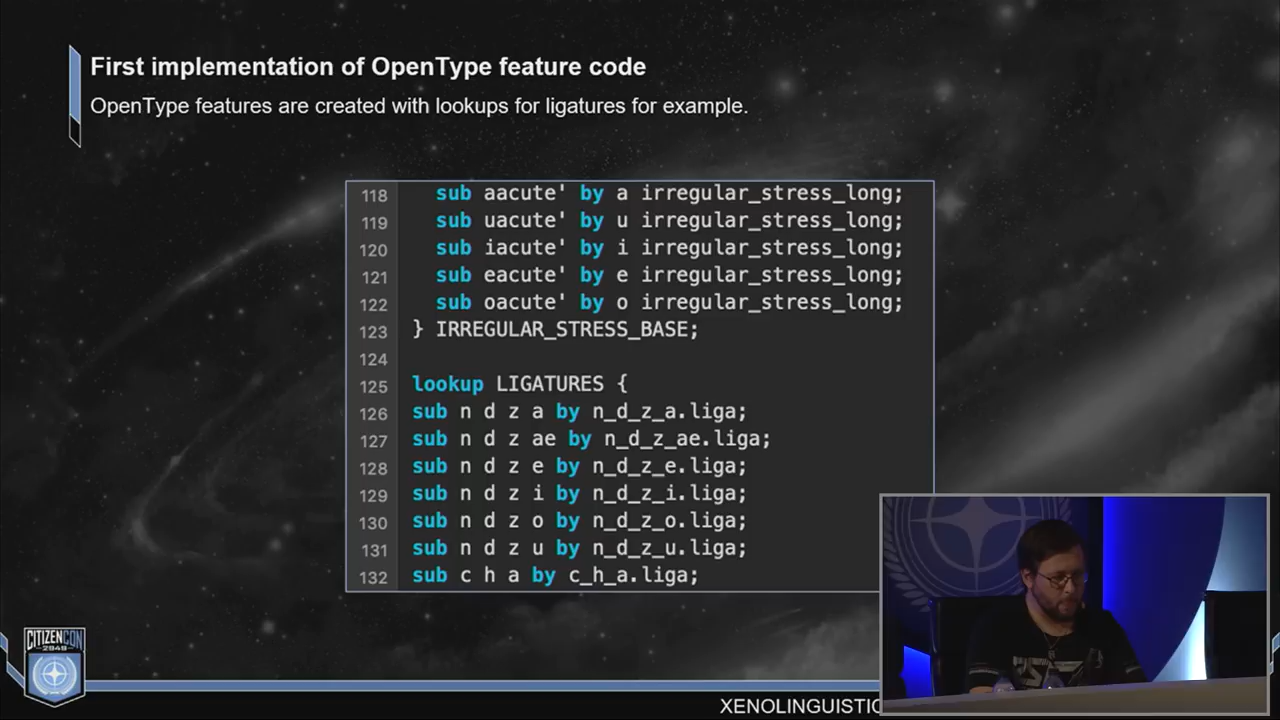 First implementation of OpenType feature code
OpenType features are created with lookups for ligatures for example.
118 sub aacute' by a irregular_stress_long;
119 sub uacute' by u irregular_stress_long;
120 sub iacute' by i irregular_stress_long;
121 sub eacute' by e irregular_stress_long;
122 sub oacute' by o irregular_stress_long;
123 } IRREGULAR_STRESS_BASE;
124
125 lookup LIGATURES {
126 sub n d z a by n_d_z_a.liga;
127 sub n d z ae by n_d_z_ae.liga;
128 sub n d z e by n_d_z_e.liga;
129 sub n d z i by n_d_z_i.liga;
130 sub n d z o by n_d_z_o.liga;
131 sub n d z u by n_d_z_u.liga;
132 sub c h a by c_h_a.liga;
CITIZENCON
2949
XENOLINGUISTIC